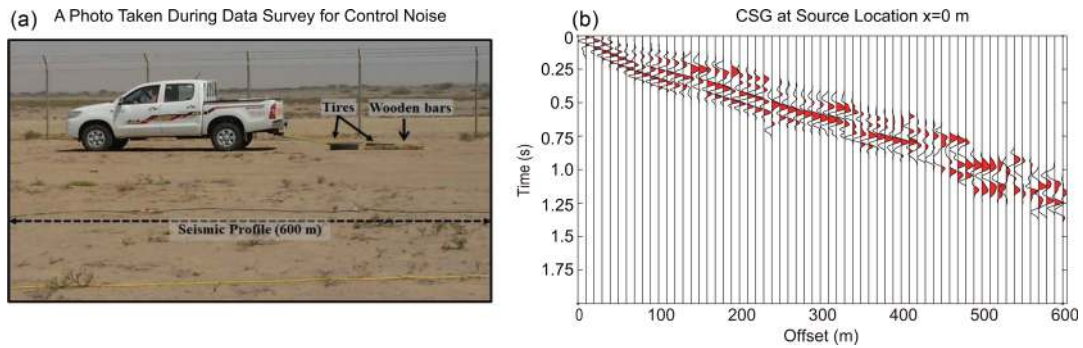 (a) A Photo Taken During Data Survey for Control Noise
Tires
Wooden bars
Seismic Profile (600 m)
(b) CSG at Source Location x=0 m
0
0.25
0.5
0.75
1.0
1.25
1.5
1.75
Time (s)
0 100 200 300 400 500 600
Offset (m)